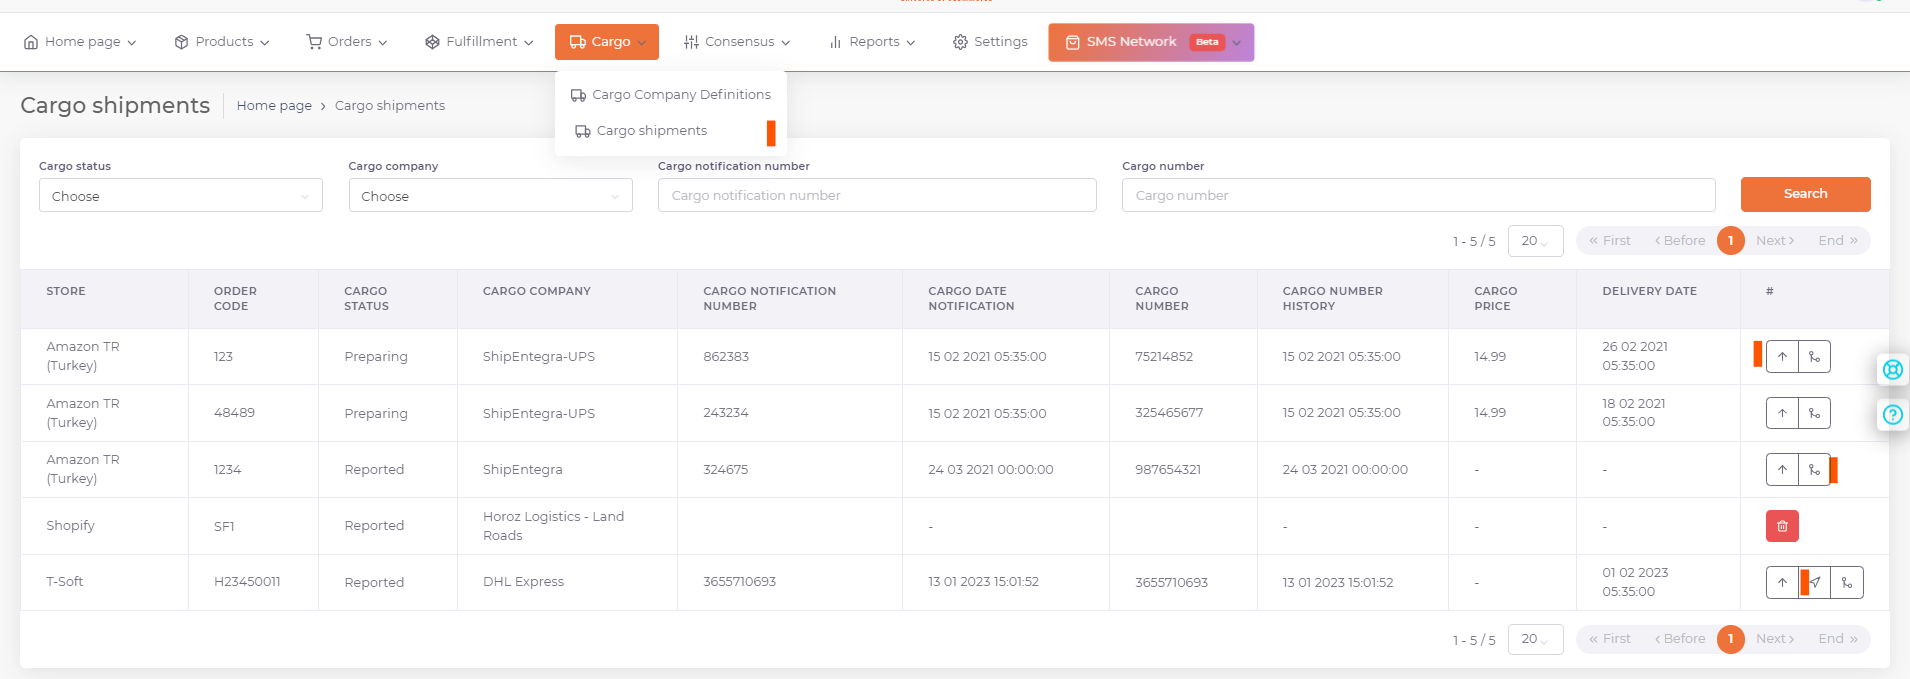 Home page Products Orders Fulfillment Cargo Consensus Reports Settings SMS Network Beta
Cargo Company Definitions
Cargo shipments
Cargo shipments Home page > Cargo shipments
Cargo status Cargo company Cargo notification number Cargo number
Choose Choose Cargo notification number Cargo number Search
1 - 5 / 5 20 « First < Before 1 Next > End »
STORE ORDER CODE CARGO STATUS CARGO COMPANY CARGO NOTIFICATION NUMBER CARGO DATE NOTIFICATION CARGO NUMBER CARGO NUMBER HISTORY CARGO PRICE DELIVERY DATE #
Amazon TR (Turkey) 123 Preparing ShipEntegra-UPS 862383 15 02 2021 05:35:00 75214852 15 02 2021 05:35:00 14.99 26 02 2021 05:35:00
Amazon TR (Turkey) 48489 Preparing ShipEntegra-UPS 243234 15 02 2021 05:35:00 325465677 15 02 2021 05:35:00 14.99 18 02 2021 05:35:00
Amazon TR (Turkey) 1234 Reported ShipEntegra 324675 24 03 2021 00:00:00 987654321 24 03 2021 00:00:00 - -
Shopify SF1 Reported Horoz Logistics - Land Roads - - - -
T-Soft H23450011 Reported DHL Express 3655710693 13 01 2023 15:01:52 3655710693 13 01 2023 15:01:52 - 01 02 2023 05:35:00
1 - 5 / 5 20 « First < Before 1 Next > End »